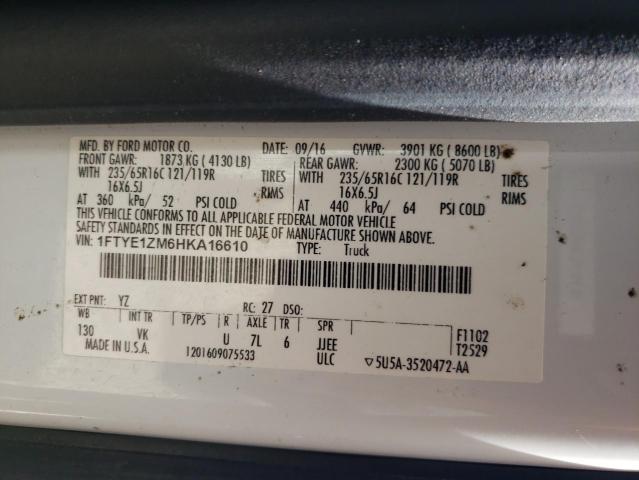 MFD. BY FORD MOTOR CO. DATE: 09/16 GVWR: 3901 KG ( 8600 LB)
FRONT GAWR: 1873 KG ( 4130 LB) REAR GAWR: 2300 KG ( 5070 LB)
WITH 235/65R16C 121/119R TIRES WITH 235/65R16C 121/119R TIRES
16X6.5J RIMS 16X6.5J RIMS
AT 360 kPa/ 52 PSI COLD AT 440 kPa/ 64 PSI COLD
THIS VEHICLE CONFORMS TO ALL APPLICABLE FEDERAL MOTOR VEHICLE
SAFETY STANDARDS IN EFFECT ON THE DATE OF MANUFACTURE SHOWN ABOVE.
VIN: 1FTYE1ZM6HKA16610 TYPE: Truck
EXT PNT: YZ RC: 27 DSO:
WB INT TR TP/PS R AXLE TR SPR F1102
130 VK U 7L 6 JJEE T2529
MADE IN U.S.A. 1201609075533 ULC ▽5U5A-3520472-AA